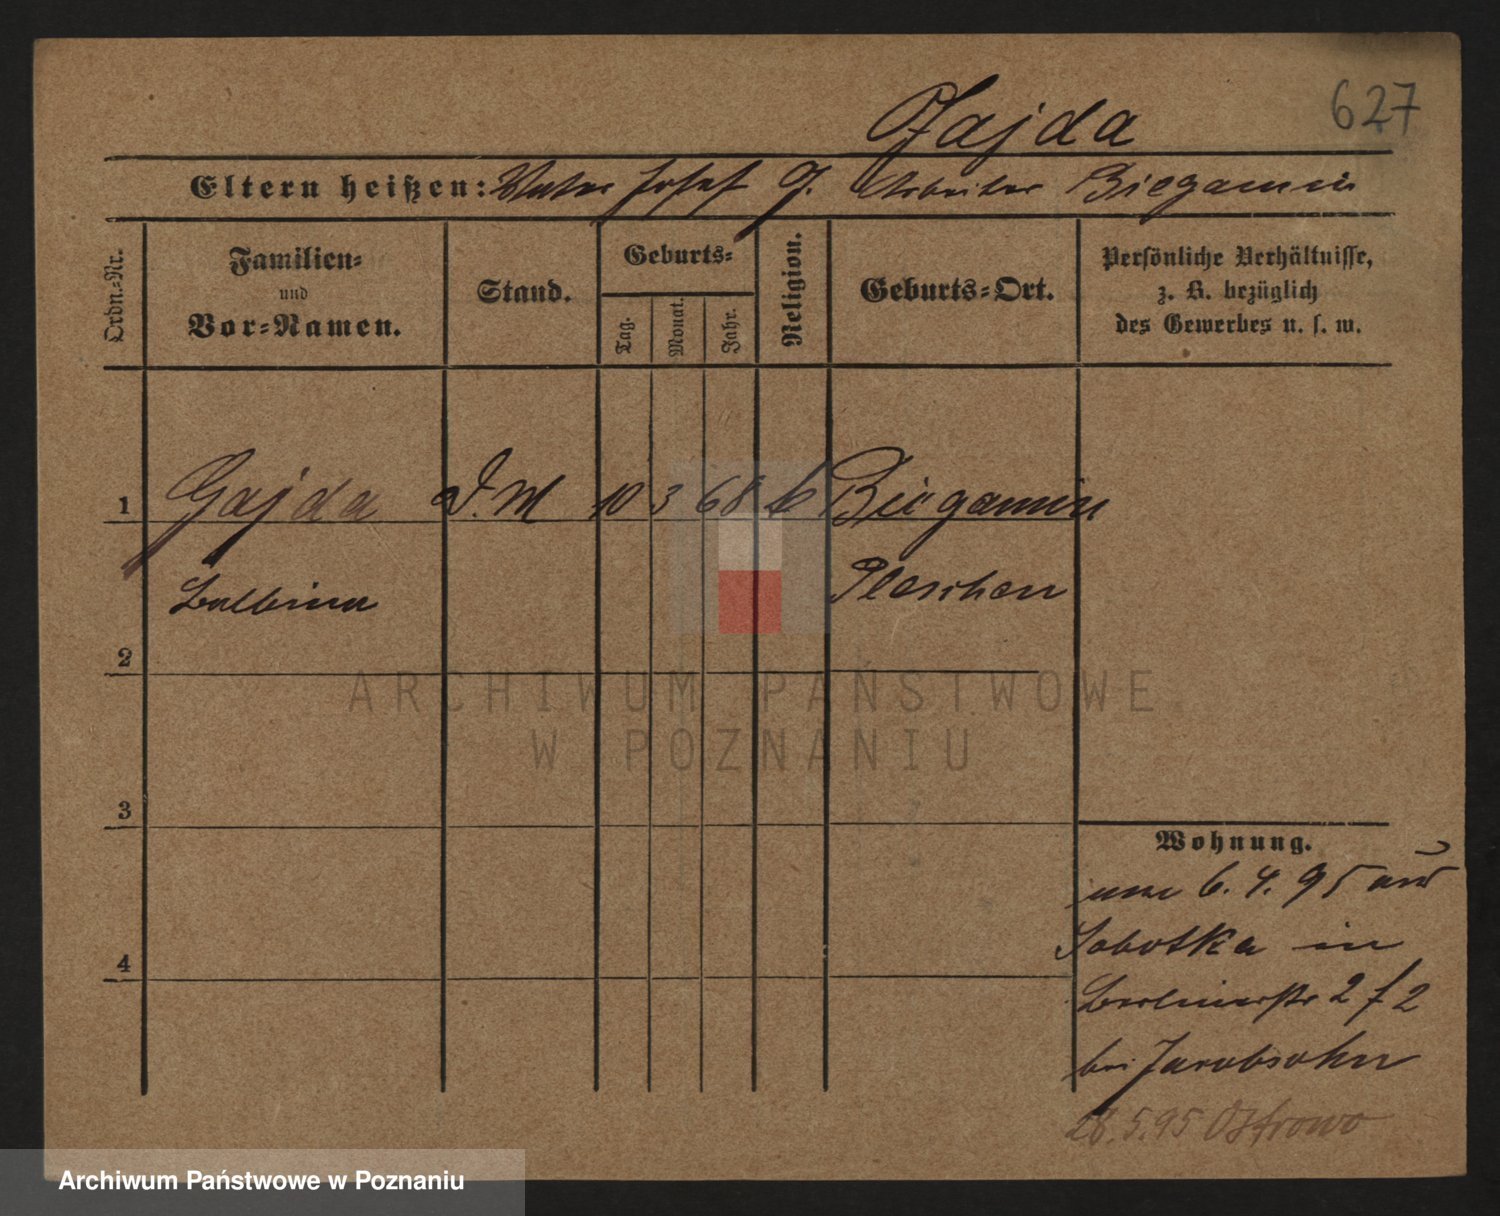 627
Gajda
Eltern heißen: Vater Josef G. Arbeiter Bieganin
Ordn.-Nr.
Familien-
und
Vor-Namen.
Stand.
Geburts-
Tag.
Monat.
Jahr.
Religion.
Geburts-Ort.
Persönliche Verhältnisse,
z. B. bezüglich
des Gewerbes u. s. w.
1 Gajda D.M 10 3 68 k Bieganin
Balbina Pleschen
2
3
4
Wohnung.
6. 4. 95 aus
Sobotka in
Berlinerstr 2 f 2
bei Jacobsohn
28.5.95 Ostrowo
ARCHIWUM PAŃSTWOWE
W POZNANIU
Archiwum Państwowe w Poznaniu